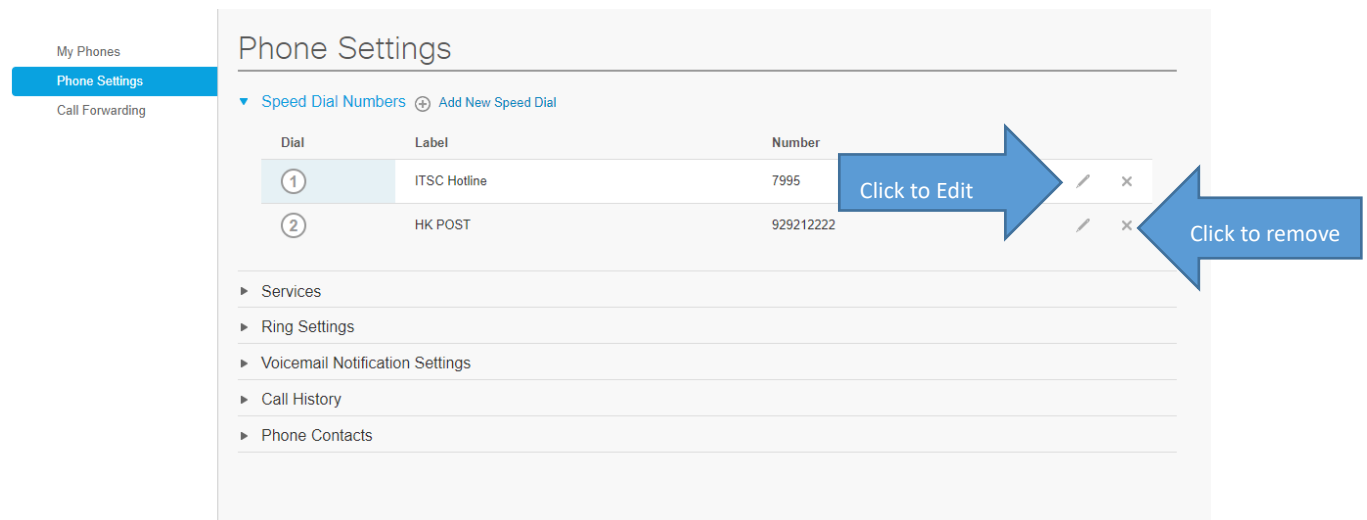 My Phones
Phone Settings
Call Forwarding
Phone Settings
Speed Dial Numbers Add New Speed Dial
Dial Label Number
1 ITSC Hotline 7995
Click to Edit
2 HK POST 929212222
Click to remove
Services
Ring Settings
Voicemail Notification Settings
Call History
Phone Contacts